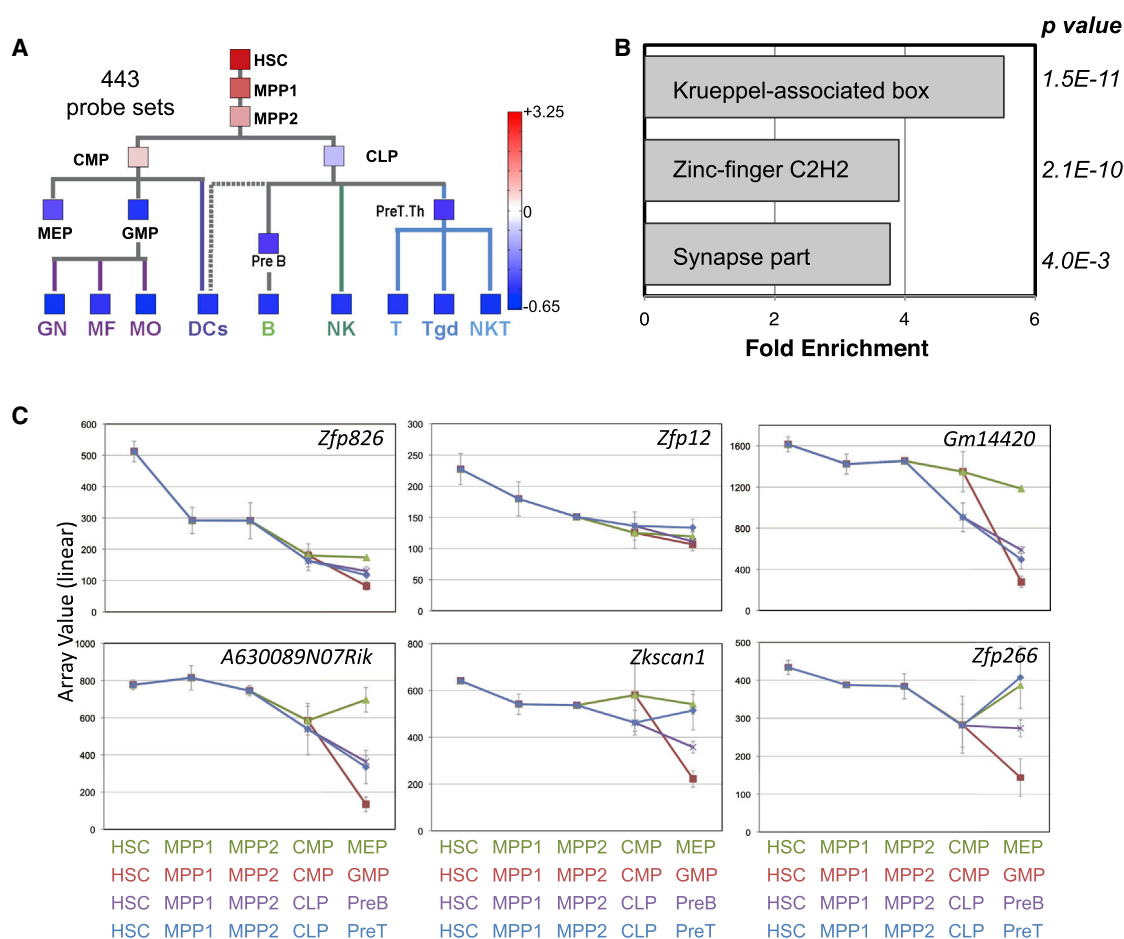 A
443
probe sets
HSC
MPP1
MPP2
CMP
CLP
MEP
GMP
PreT.Th
Pre B
GN MF MO DCs B NK T Tgd NKT
+3.25
0
-0.65
B
p value
Krueppel-associated box
1.5E-11
Zinc-finger C2H2
2.1E-10
Synapse part
4.0E-3
0 2 4 6
Fold Enrichment
C
Array Value (linear)
Zfp826
600
500
400
300
200
100
0
Zfp12
300
250
200
150
100
50
0
Gm14420
1600
1200
800
400
0
A630089N07Rik
1000
800
600
400
200
0
Zkscan1
800
600
400
200
0
Zfp266
500
400
300
200
100
0
HSC MPP1 MPP2 CMP MEP HSC MPP1 MPP2 CMP MEP HSC MPP1 MPP2 CMP MEP
HSC MPP1 MPP2 CMP GMP HSC MPP1 MPP2 CMP GMP HSC MPP1 MPP2 CMP GMP
HSC MPP1 MPP2 CLP PreB HSC MPP1 MPP2 CLP PreB HSC MPP1 MPP2 CLP PreB
HSC MPP1 MPP2 CLP PreT HSC MPP1 MPP2 CLP PreT HSC MPP1 MPP2 CLP PreT